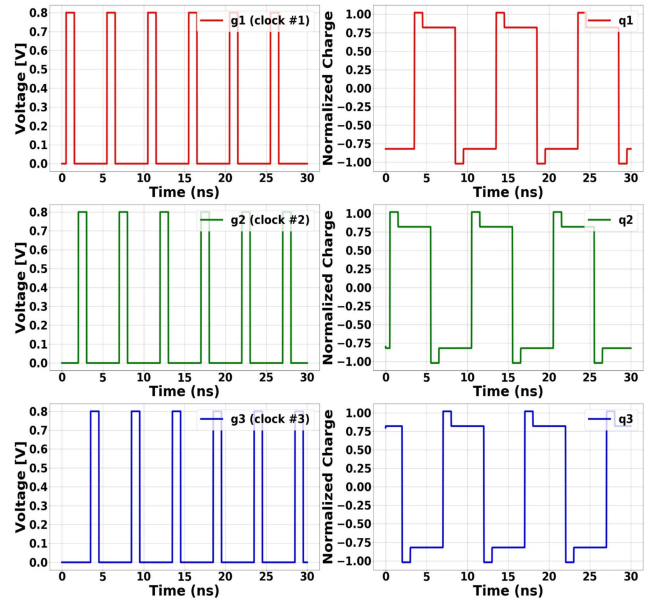 g1 (clock #1)
Voltage [V]
0.8
0.7
0.6
0.5
0.4
0.3
0.2
0.1
0.0
0 5 10 15 20 25 30
Time (ns)
q1
Normalized Charge
1.00
0.75
0.50
0.25
0.00
−0.25
−0.50
−0.75
−1.00
0 5 10 15 20 25 30
Time (ns)
g2 (clock #2)
Voltage [V]
0.8
0.7
0.6
0.5
0.4
0.3
0.2
0.1
0.0
0 5 10 15 20 25 30
Time (ns)
q2
Normalized Charge
1.00
0.75
0.50
0.25
0.00
−0.25
−0.50
−0.75
−1.00
0 5 10 15 20 25 30
Time (ns)
g3 (clock #3)
Voltage [V]
0.8
0.7
0.6
0.5
0.4
0.3
0.2
0.1
0.0
0 5 10 15 20 25 30
Time (ns)
q3
Normalized Charge
1.00
0.75
0.50
0.25
0.00
−0.25
−0.50
−0.75
−1.00
0 5 10 15 20 25 30
Time (ns)